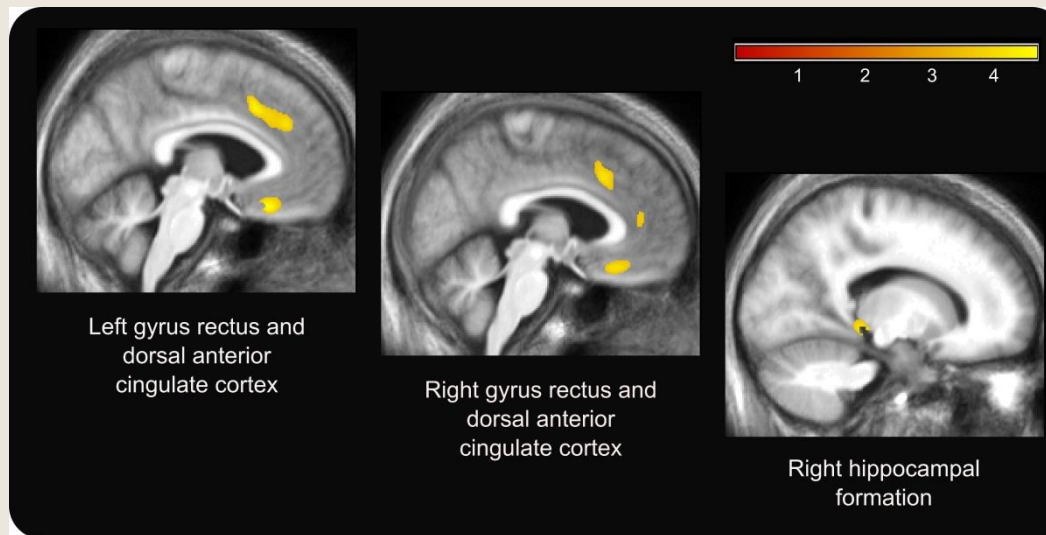 1 2 3 4
Left gyrus rectus and
dorsal anterior
cingulate cortex
Right gyrus rectus and
dorsal anterior
cingulate cortex
Right hippocampal
formation